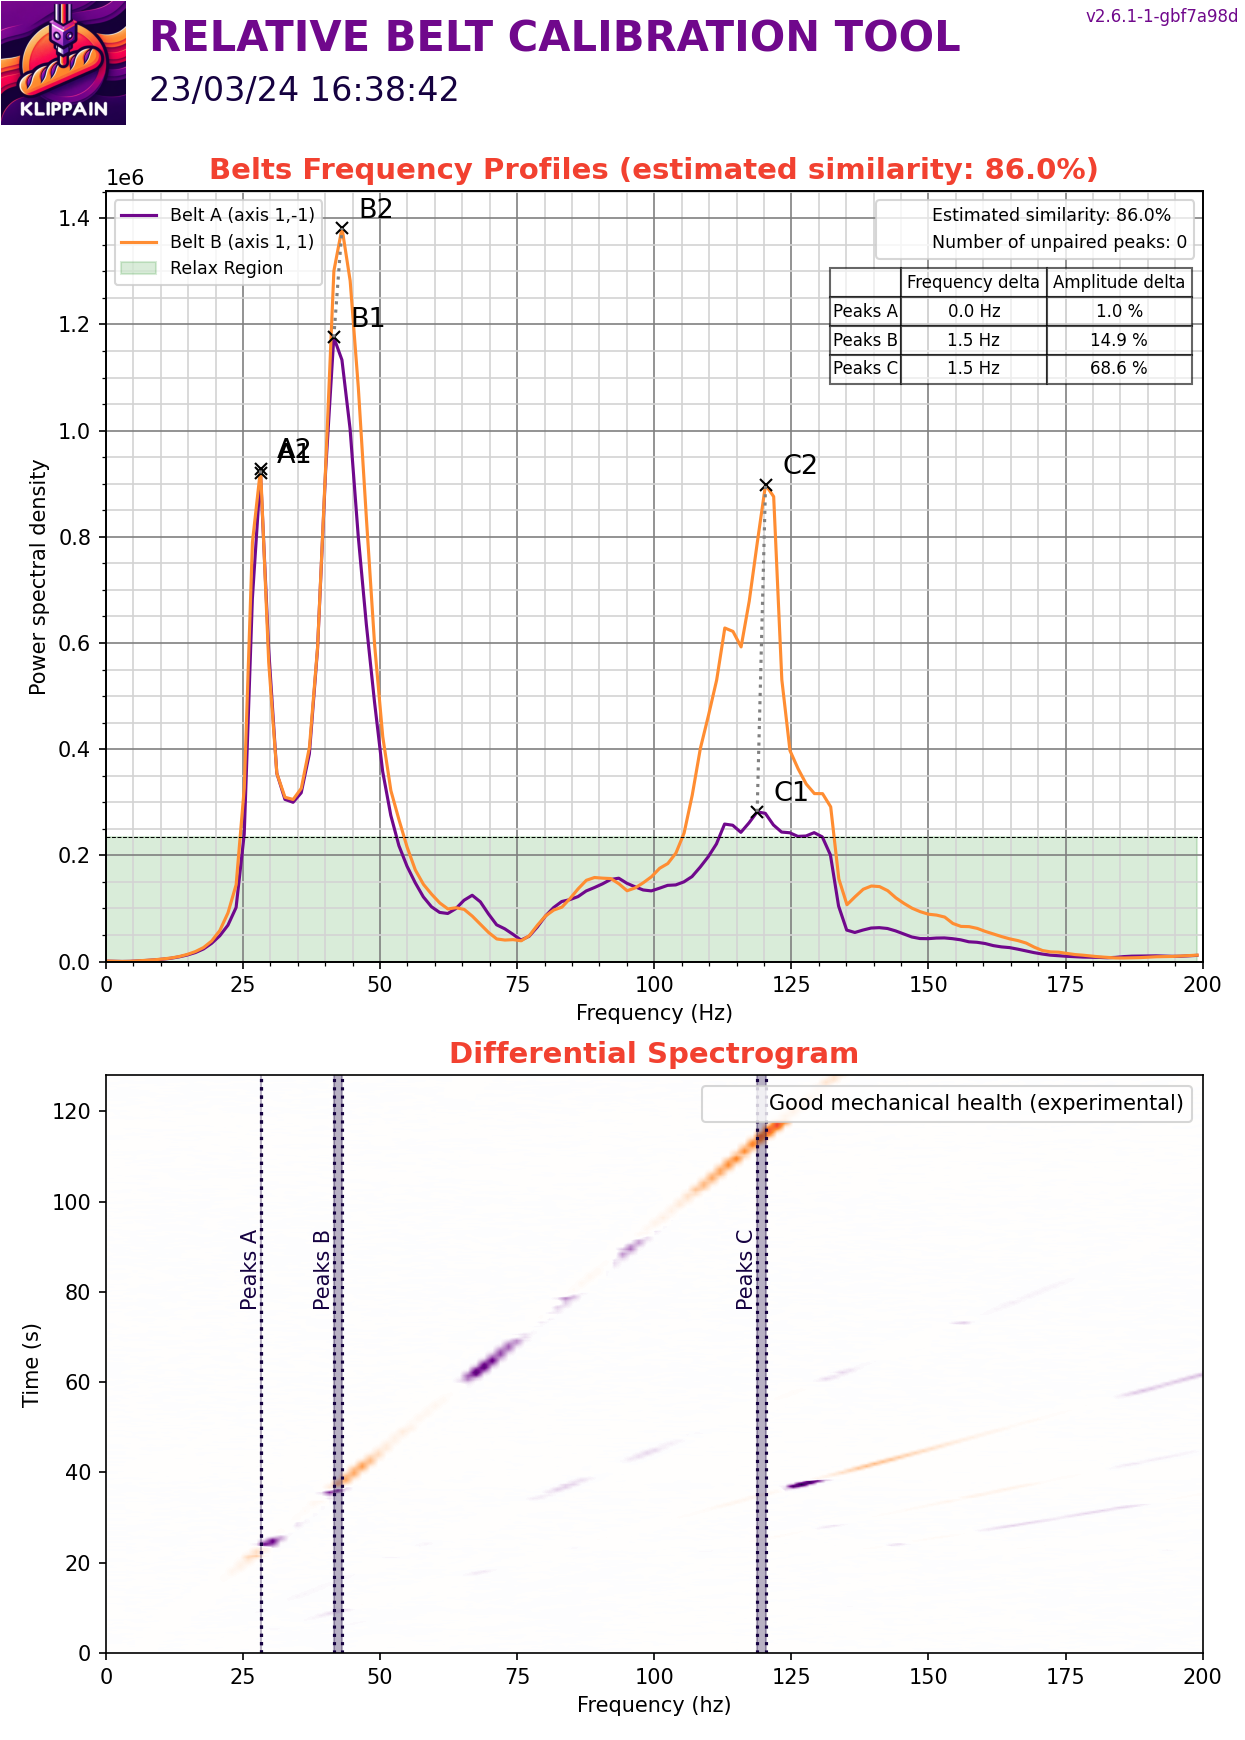 KLIPPAIN
RELATIVE BELT CALIBRATION TOOL
v2.6.1-1-gbf7a98d
23/03/24 16:38:42
Belts Frequency Profiles (estimated similarity: 86.0%)
1e6
Belt A (axis 1,-1)
Belt B (axis 1, 1)
Relax Region
Estimated similarity: 86.0%
Number of unpaired peaks: 0
Frequency delta Amplitude delta
Peaks A 0.0 Hz 1.0 %
Peaks B 1.5 Hz 14.9 %
Peaks C 1.5 Hz 68.6 %
B2
B1
A2
A1
C2
C1
Power spectral density
1.4
1.2
1.0
0.8
0.6
0.4
0.2
0.0
0 25 50 75 100 125 150 175 200
Frequency (Hz)
Differential Spectrogram
Good mechanical health (experimental)
Peaks A
Peaks B
Peaks C
Time (s)
120
100
80
60
40
20
0
0 25 50 75 100 125 150 175 200
Frequency (hz)